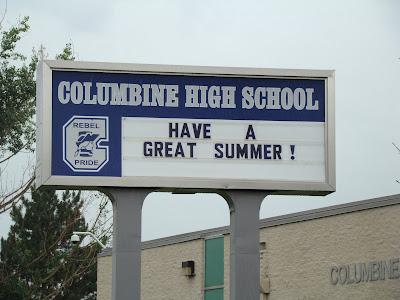 COLUMBINE HIGH SCHOOL
REBEL
PRIDE
HAVE A
GREAT SUMMER!
COLUMBINE